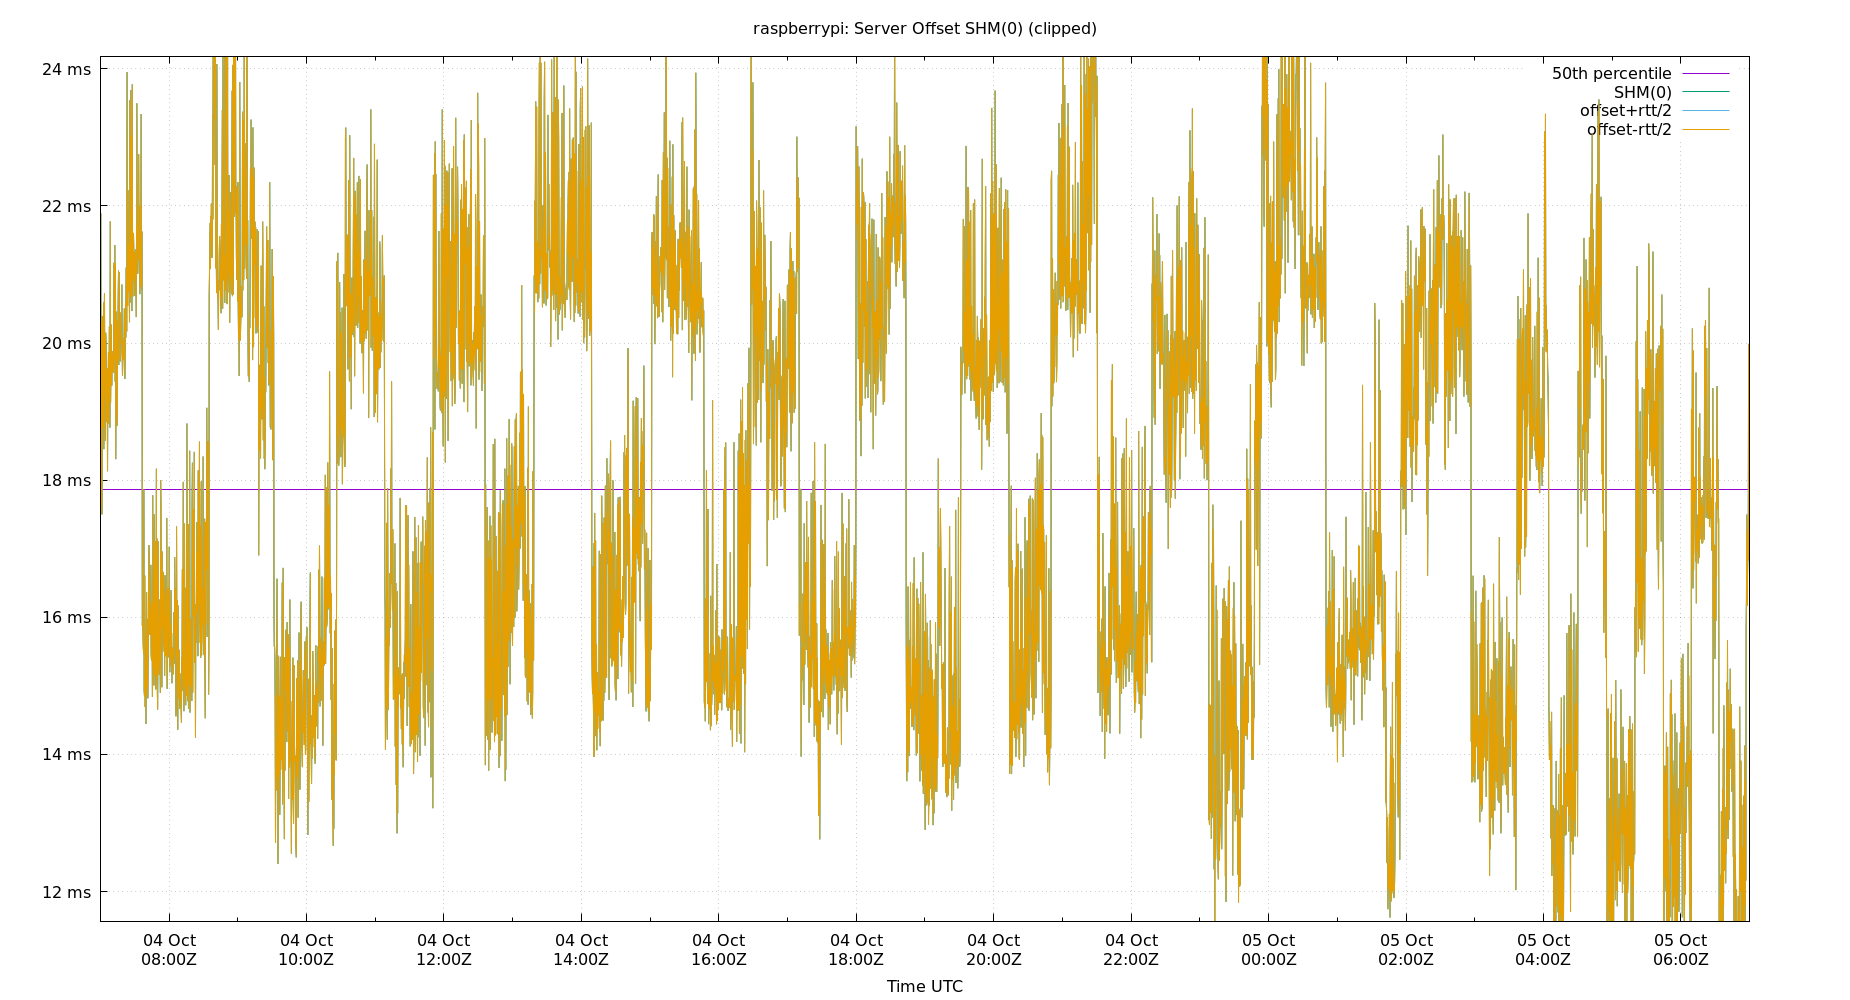 raspberrypi: Server Offset SHM(0) (clipped)
24 ms
22 ms
20 ms
18 ms
16 ms
14 ms
12 ms
50th percentile
SHM(0)
offset+rtt/2
offset-rtt/2
04 Oct 04 Oct 04 Oct 04 Oct 04 Oct 04 Oct 04 Oct 04 Oct 05 Oct 05 Oct 05 Oct 05 Oct
08:00Z 10:00Z 12:00Z 14:00Z 16:00Z 18:00Z 20:00Z 22:00Z 00:00Z 02:00Z 04:00Z 06:00Z
Time UTC